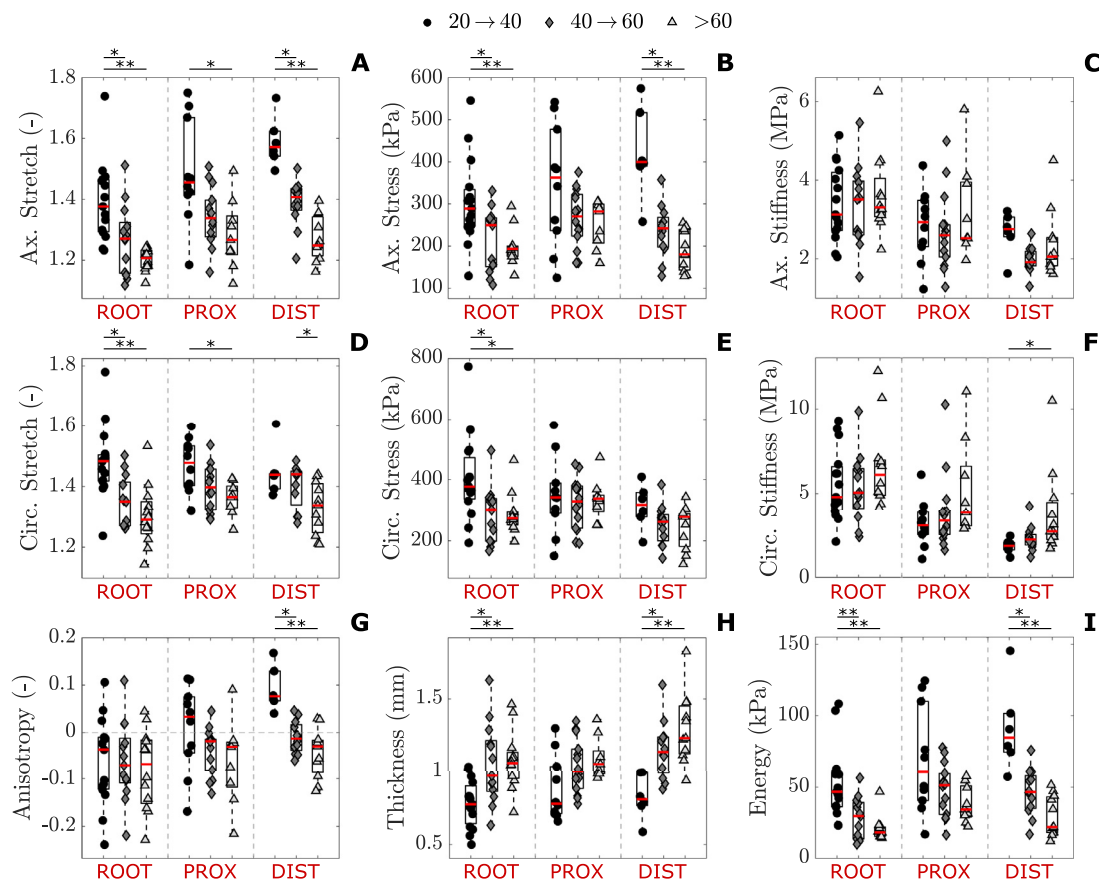 20 → 40 40 → 60 >60
* ** * * ** A
Ax. Stretch (-)
1.8
1.6
1.4
1.2
ROOT PROX DIST
* ** * ** B
Ax. Stress (kPa)
600
500
400
300
200
100
ROOT PROX DIST
C
Ax. Stiffness (MPa)
6
4
2
ROOT PROX DIST
* ** * * D
Circ. Stretch (-)
1.8
1.6
1.4
1.2
ROOT PROX DIST
* * E
Circ. Stress (kPa)
800
600
400
200
ROOT PROX DIST
* F
Circ. Stiffness (MPa)
10
5
0
ROOT PROX DIST
* ** G
Anisotropy (-)
0.2
0.1
0
-0.1
-0.2
ROOT PROX DIST
* ** * ** H
Thickness (mm)
1.5
1
0.5
ROOT PROX DIST
** ** * ** I
Energy (kPa)
150
100
50
0
ROOT PROX DIST